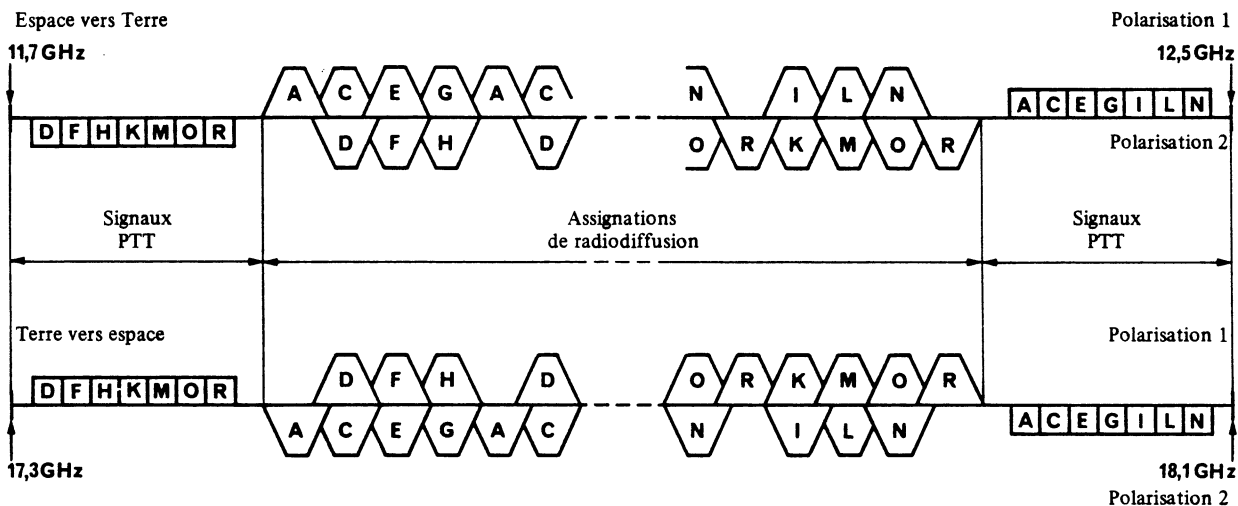 Espace vers Terre
Polarisation 1
11,7 GHz
12,5 GHz
A C E G A C
N I L N
A C E G I L N
D F H K M O R
D F H D
O R K M O R
Polarisation 2
Signaux
PTT
Assignations
de radiodiffusion
Signaux
PTT
Terre vers espace
Polarisation 1
D F H K M O R
D F H D
O R K M O R
A C E G A C
N I L N
A C E G I L N
17,3 GHz
18,1 GHz
Polarisation 2